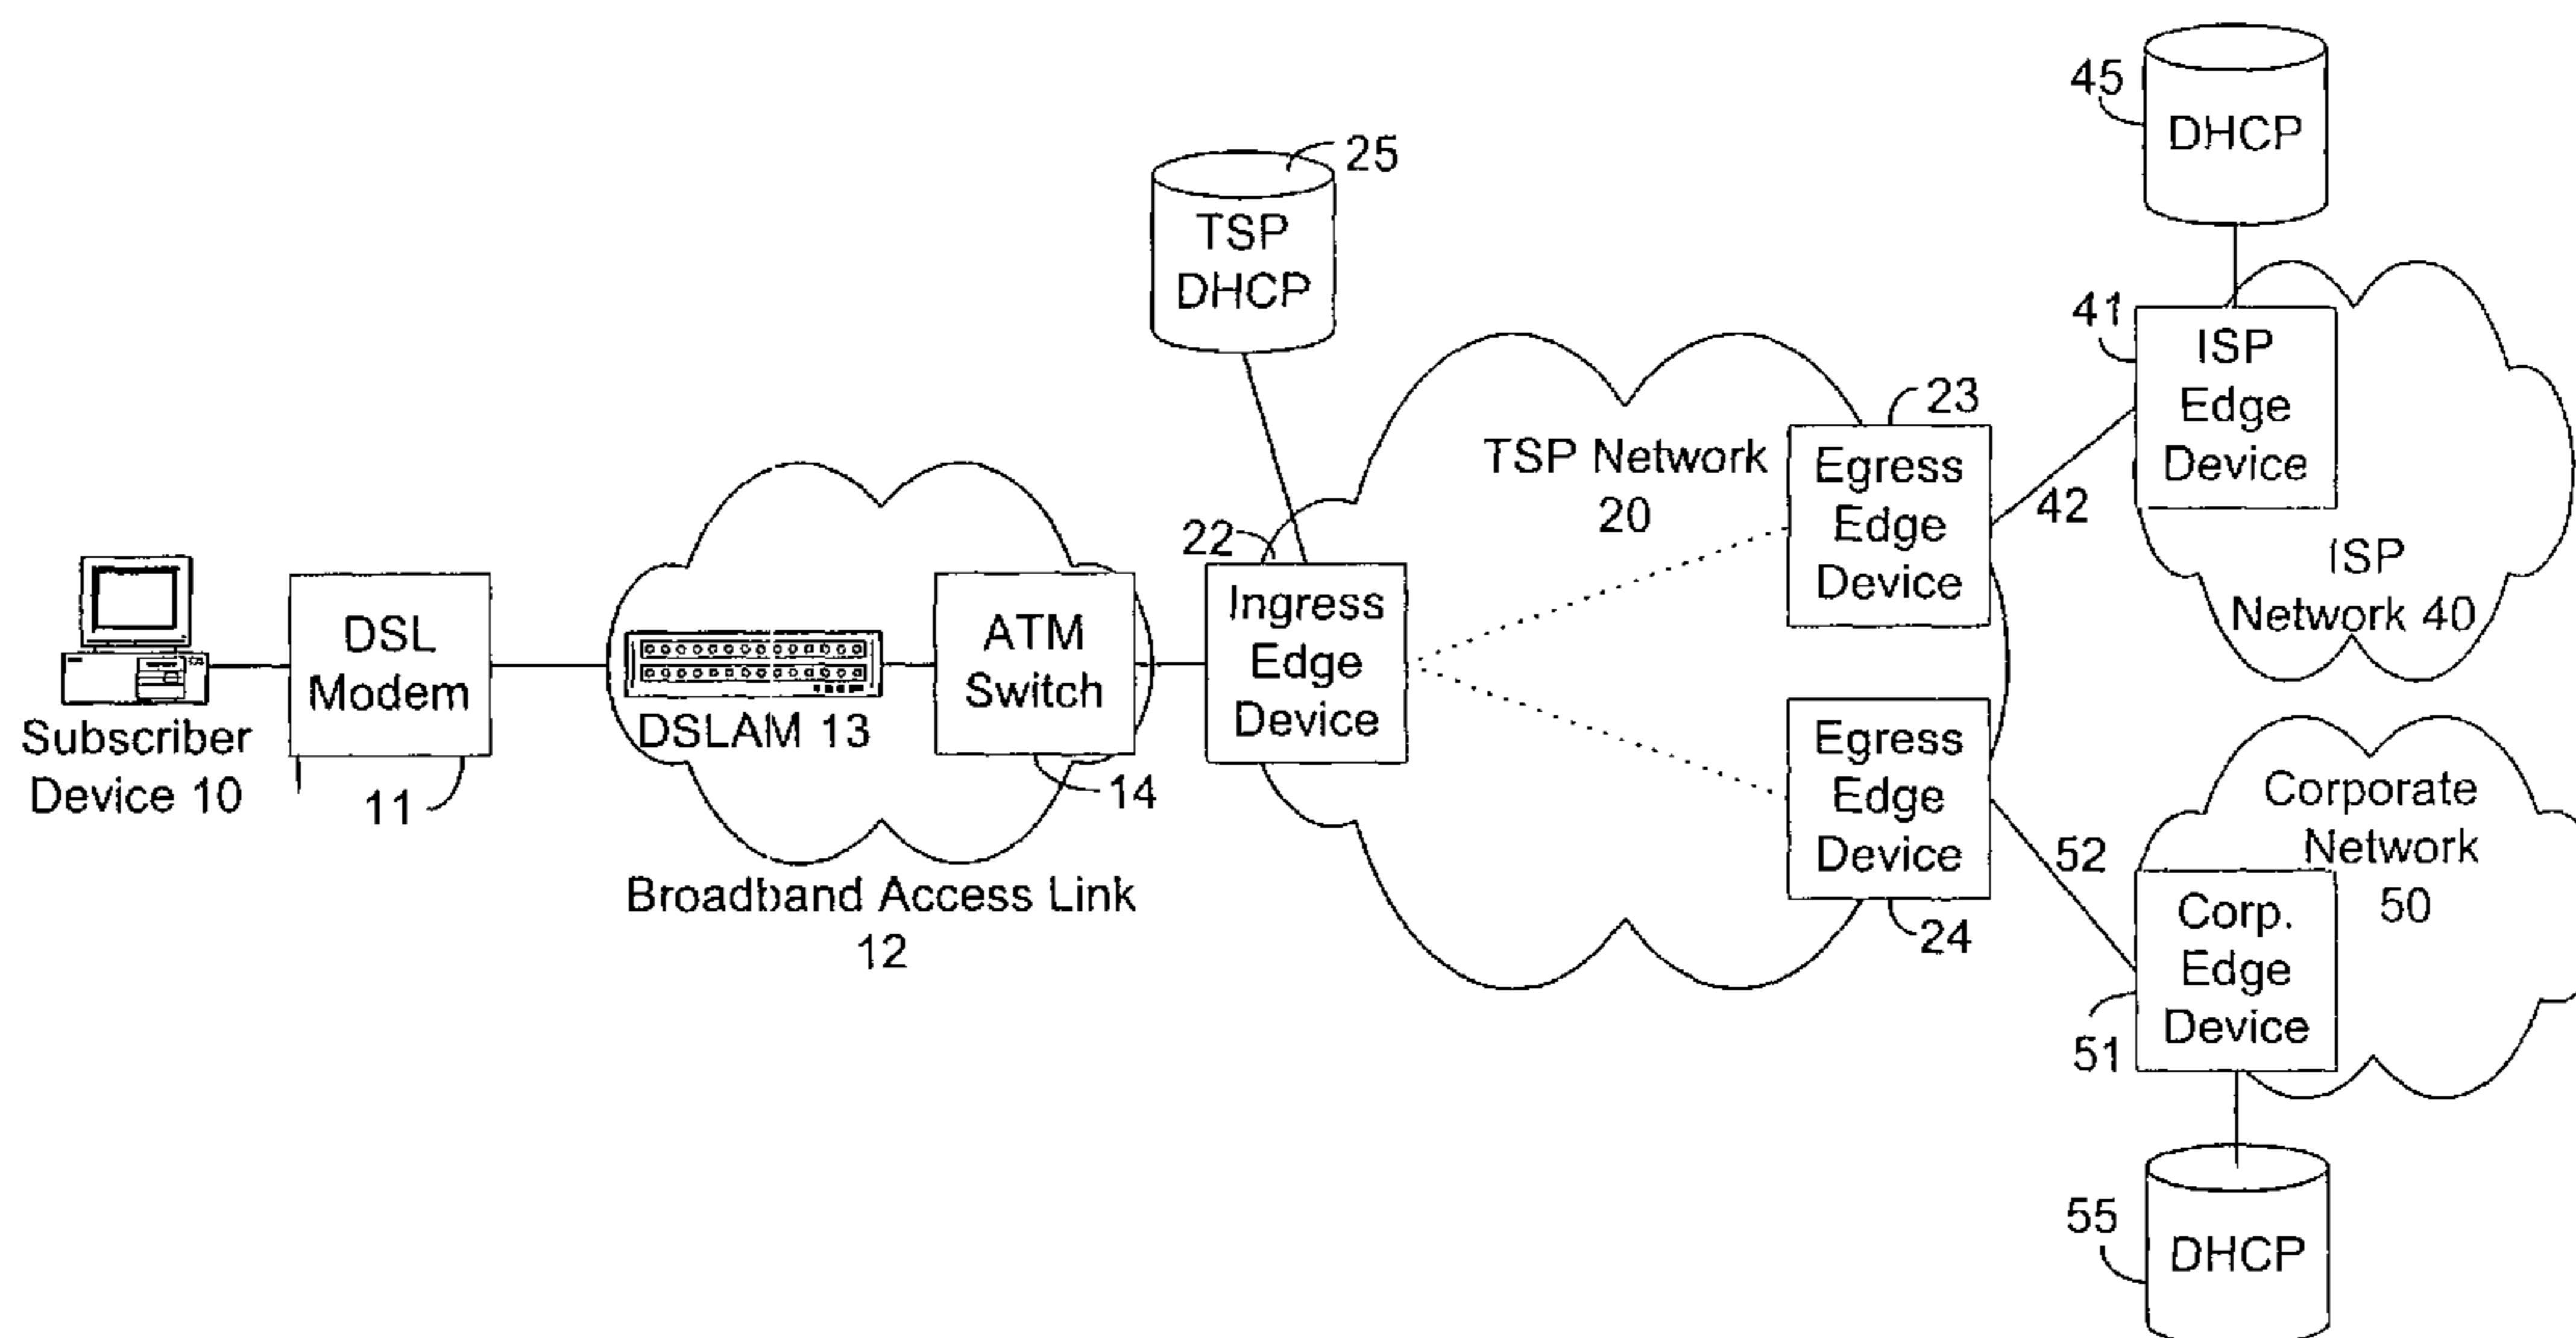 45
DHCP
25
TSP
DHCP
41
ISP
Edge
Device
23
TSP Network
20
Egress
Edge
Device
42
22
ISP
Network 40
Ingress
Edge
Device
DSL
Modem
ATM
Switch
DSLAM 13
Subscriber
Device 10
11
14
Egress
Edge
Device
Corporate
Network
50
52
Broadband Access Link
12
24
Corp.
Edge
Device
51
55
DHCP